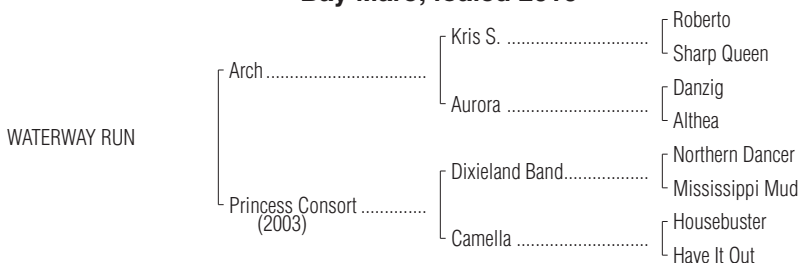 Bay Mare; foaled
Roberto
Kris S. ................................
Sharp Queen
Arch ....................................
Danzig
Aurora ................................
Althea
WATERWAY RUN
Northern Dancer
Dixieland Band...................
Mississippi Mud
Princess Consort ..............
(2003)
Housebuster
Camella ..............................
Have It Out